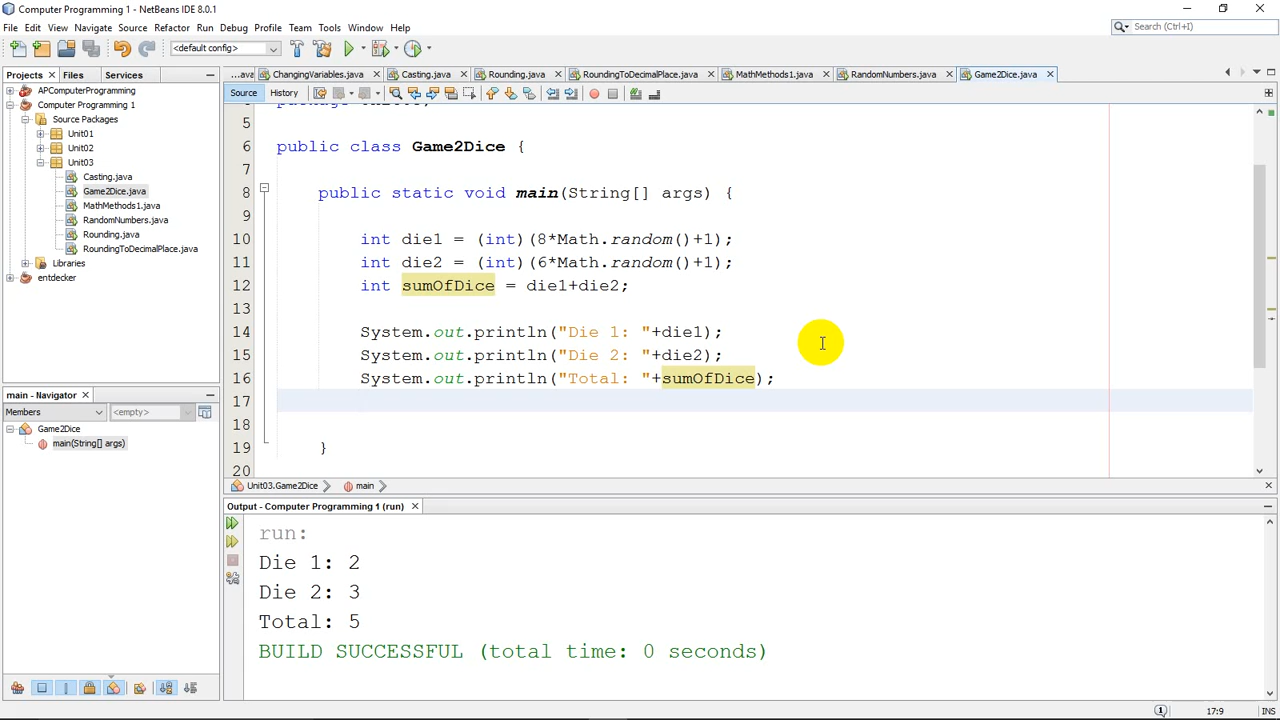 Computer Programming 1 - NetBeans IDE 8.0.1
File Edit View Navigate Source Refactor Run Debug Profile Team Tools Window Help
Search (Ctrl+I)
<default config>
Projects Files Services
...ava ChangingVariables.java Casting.java Rounding.java RoundingToDecimalPlace.java MathMethods1.java RandomNumbers.java Game2Dice.java
Source History
APComputerProgramming
Computer Programming 1
Source Packages
Unit01
Unit02
Unit03
Casting.java
Game2Dice.java
MathMethods1.java
RandomNumbers.java
Rounding.java
RoundingToDecimalPlace.java
Libraries
entdecker
5
6 public class Game2Dice {
7
8 public static void main(String[] args) {
9
10 int die1 = (int)(8*Math.random()+1);
11 int die2 = (int)(6*Math.random()+1);
12 int sumOfDice = die1+die2;
13
14 System.out.println("Die 1: "+die1);
15 System.out.println("Die 2: "+die2);
16 System.out.println("Total: "+sumOfDice);
17
18
19 }
20
main - Navigator
Members <empty>
Game2Dice
main(String[] args)
Unit03.Game2Dice main
Output - Computer Programming 1 (run)
run:
Die 1: 2
Die 2: 3
Total: 5
BUILD SUCCESSFUL (total time: 0 seconds)
1 17:9 INS